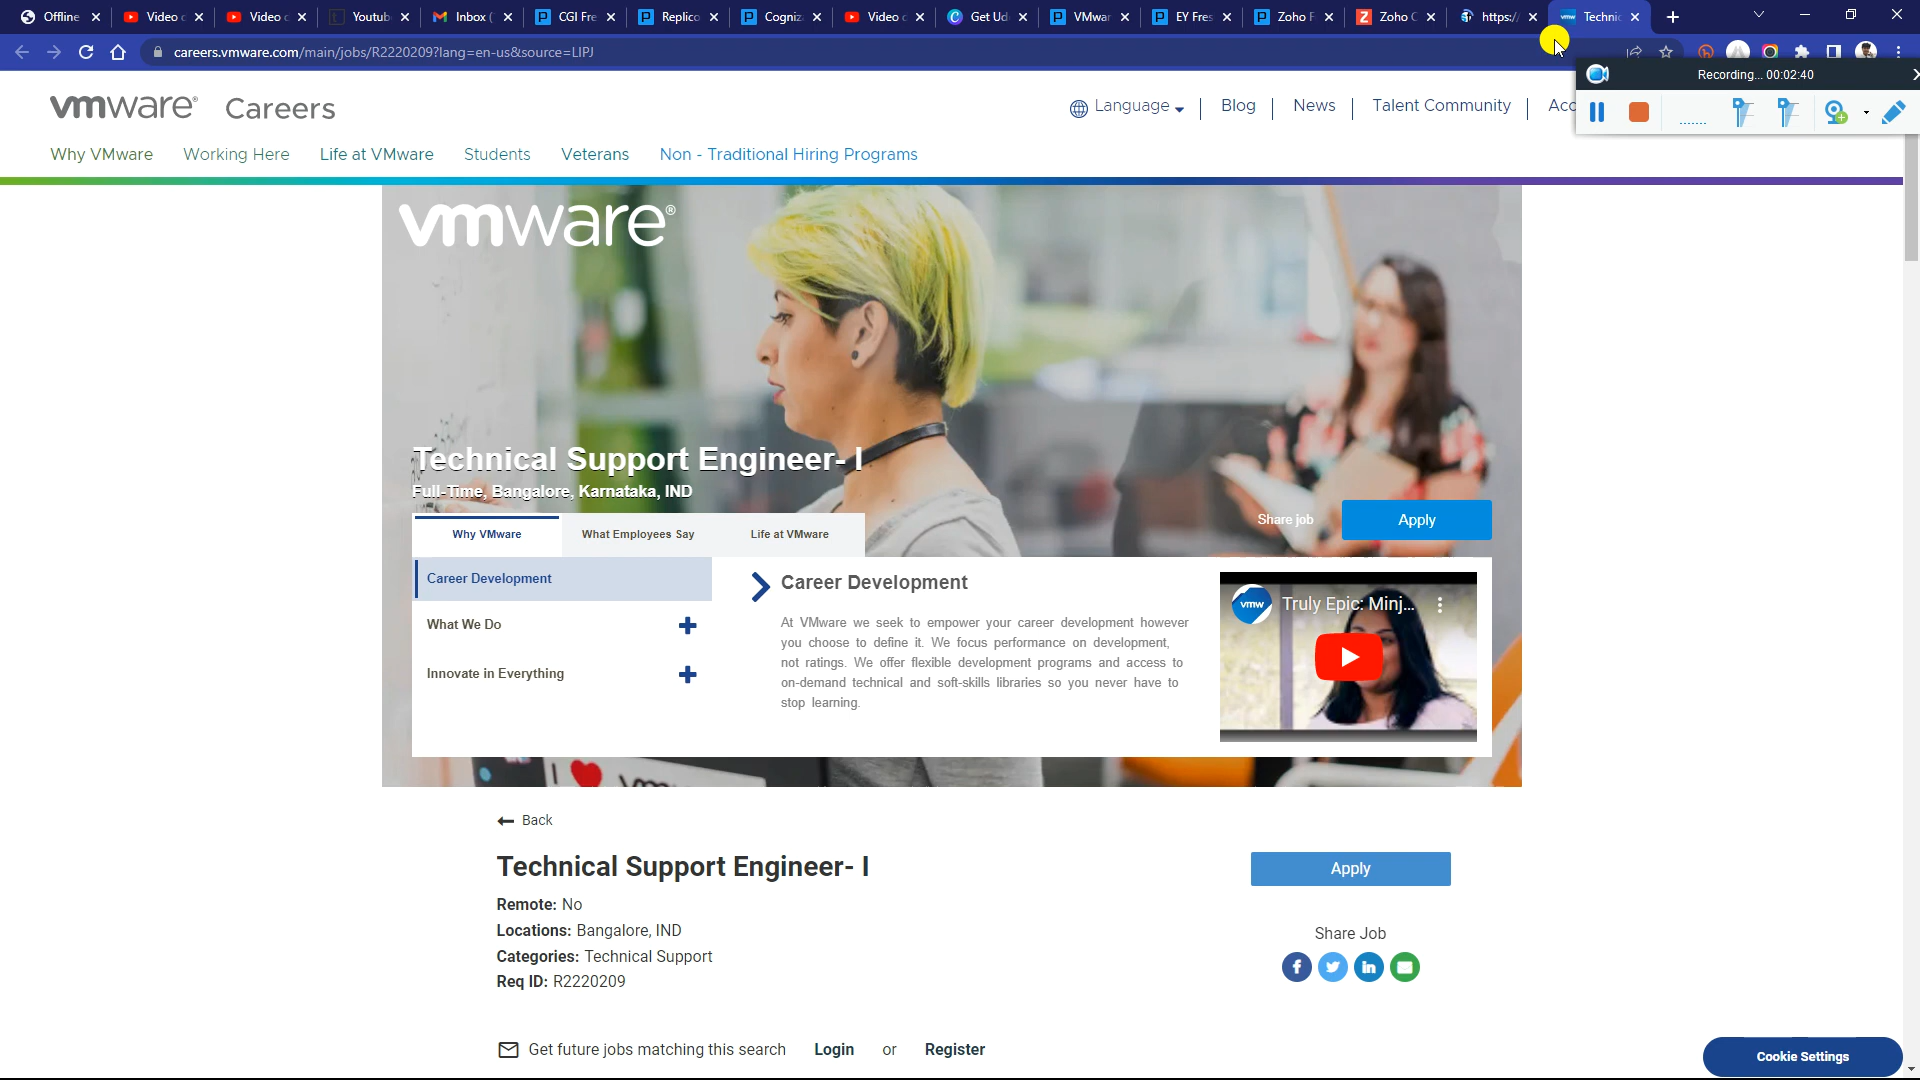 Offline
Video c
Video c
Youtub
Inbox (
CGI Fre
Replico
Cogniz
Video c
Get Ud
VMwar
EY Fres
Zoho F
Zoho C
https:/
Technic
careers.vmware.com/main/jobs/R2220209?lang=en-us&source=LIPJ
Recording... 00:02:40
vmware® Careers
Language
Blog
News
Talent Community
Acc
Why VMware
Working Here
Life at VMware
Students
Veterans
Non - Traditional Hiring Programs
vmware®
Technical Support Engineer- I
Full-Time, Bangalore, Karnataka, IND
Share job
Apply
Why VMware
What Employees Say
Life at VMware
Career Development
What We Do
Innovate in Everything
Career Development
At VMware we seek to empower your career development however
you choose to define it. We focus performance on development,
not ratings. We offer flexible development programs and access to
on-demand technical and soft-skills libraries so you never have to
stop learning.
vmw
Truly Epic: Minj...
Back
Technical Support Engineer- I
Remote: No
Locations: Bangalore, IND
Categories: Technical Support
Req ID: R2220209
Apply
Share Job
Get future jobs matching this search Login or Register
Cookie Settings